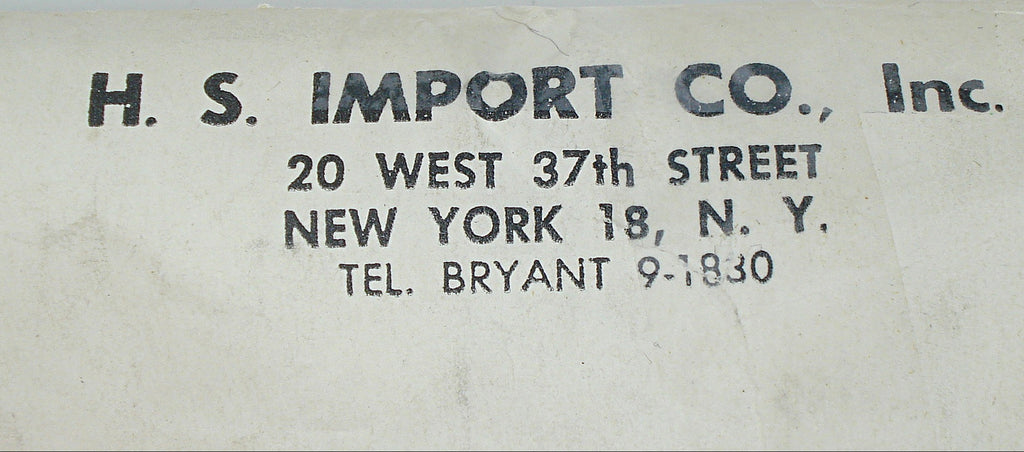 H. S. IMPORT CO., Inc.
20 WEST 37th STREET
NEW YORK 18, N. Y.
TEL. BRYANT 9-1830